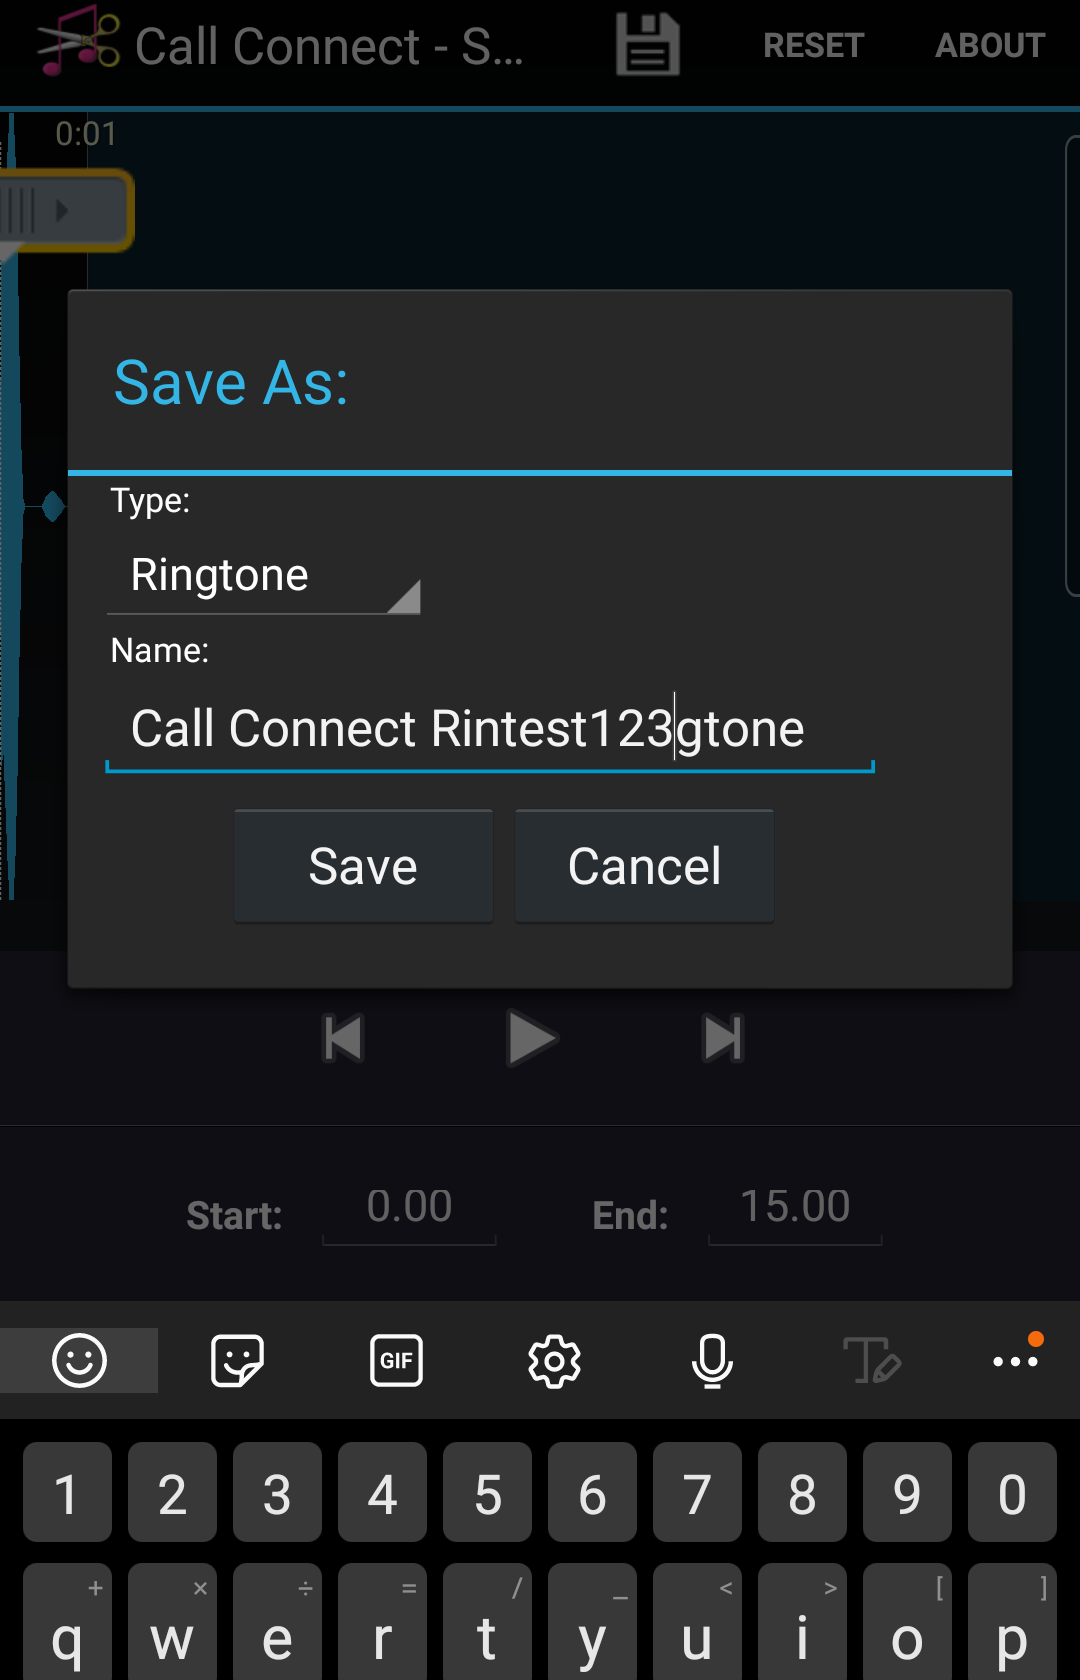 Call Connect - S...
RESET
ABOUT
0:01
Save As:
Type:
Ringtone
Name:
Call Connect Rintest123gtone
Save
Cancel
Start:
0.00
End:
15.00
GIF
1 2 3 4 5 6 7 8 9 0
+ × ÷ = / _ < > [ ]
q w e r t y u i o p